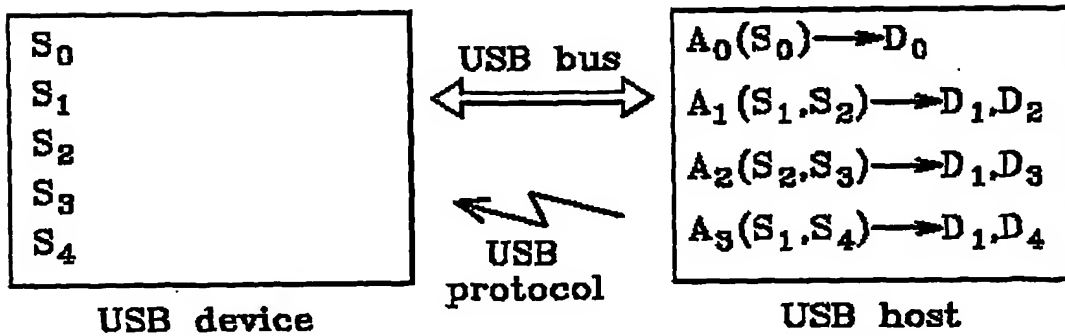 S₀
S₁
S₂
S₃
S₄
USB device
USB bus
USB
protocol
A₀(S₀)→D₀
A₁(S₁,S₂)→D₁,D₂
A₂(S₂,S₃)→D₁,D₃
A₃(S₁,S₄)→D₁,D₄
USB host